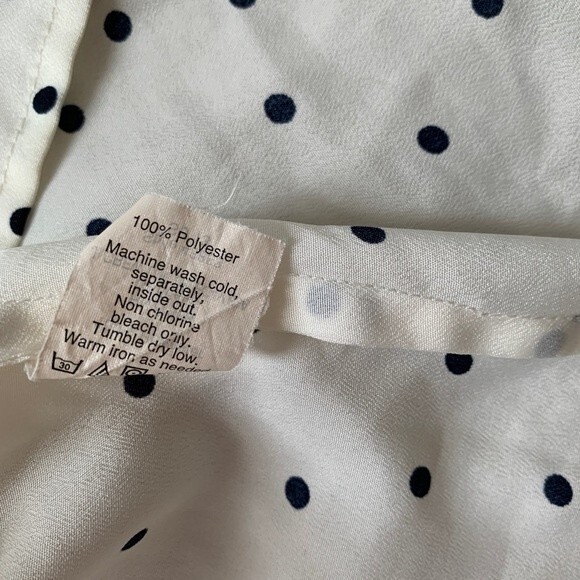 100% Polyester
Machine wash cold,
separately,
inside out.
Non chlorine
bleach only.
Tumble dry low.
Warm iron as needed
30